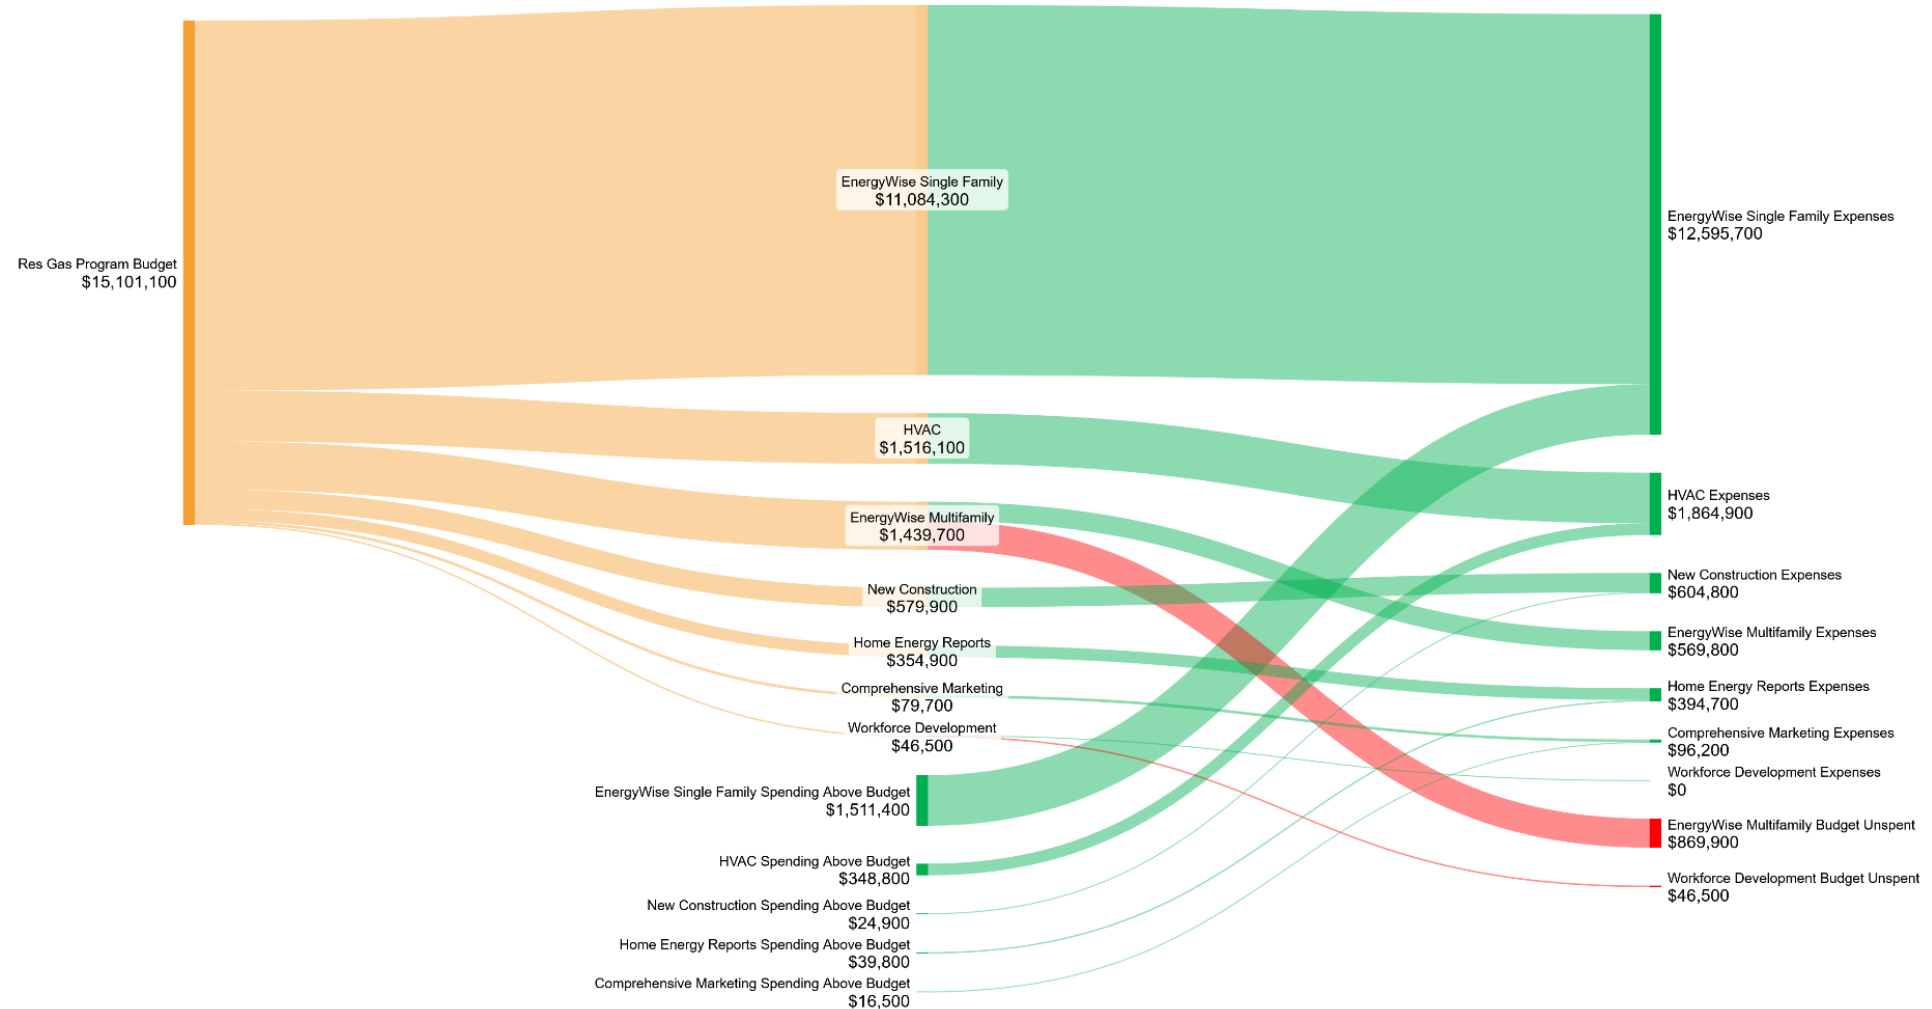 Res Gas Program Budget
$15,101,100
EnergyWise Single Family
$11,084,300
HVAC
$1,516,100
EnergyWise Multifamily
$1,439,700
New Construction
$579,900
Home Energy Reports
$354,900
Comprehensive Marketing
$79,700
Workforce Development
$46,500
EnergyWise Single Family Spending Above Budget
$1,511,400
HVAC Spending Above Budget
$348,800
New Construction Spending Above Budget
$24,900
Home Energy Reports Spending Above Budget
$39,800
Comprehensive Marketing Spending Above Budget
$16,500
EnergyWise Single Family Expenses
$12,595,700
HVAC Expenses
$1,864,900
New Construction Expenses
$604,800
EnergyWise Multifamily Expenses
$569,800
Home Energy Reports Expenses
$394,700
Comprehensive Marketing Expenses
$96,200
Workforce Development Expenses
$0
EnergyWise Multifamily Budget Unspent
$869,900
Workforce Development Budget Unspent
$46,500